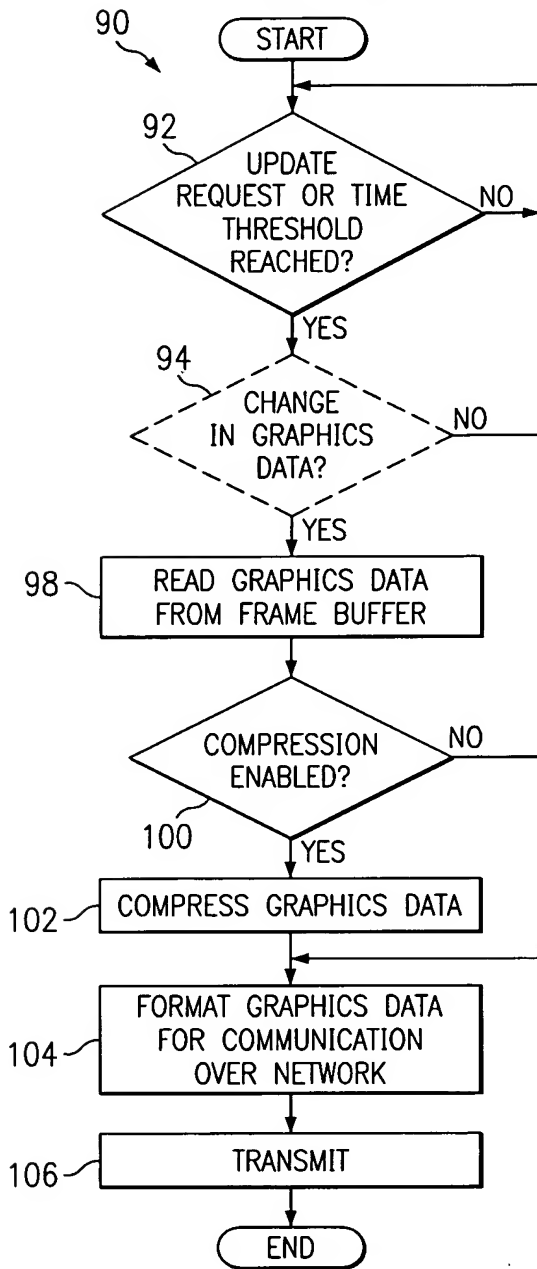 90
START
92
UPDATE
REQUEST OR TIME
THRESHOLD
REACHED?
NO
YES
94
CHANGE
IN GRAPHICS
DATA?
NO
YES
98
READ GRAPHICS DATA
FROM FRAME BUFFER
COMPRESSION
ENABLED?
NO
100
YES
102
COMPRESS GRAPHICS DATA
104
FORMAT GRAPHICS DATA
FOR COMMUNICATION
OVER NETWORK
106
TRANSMIT
END